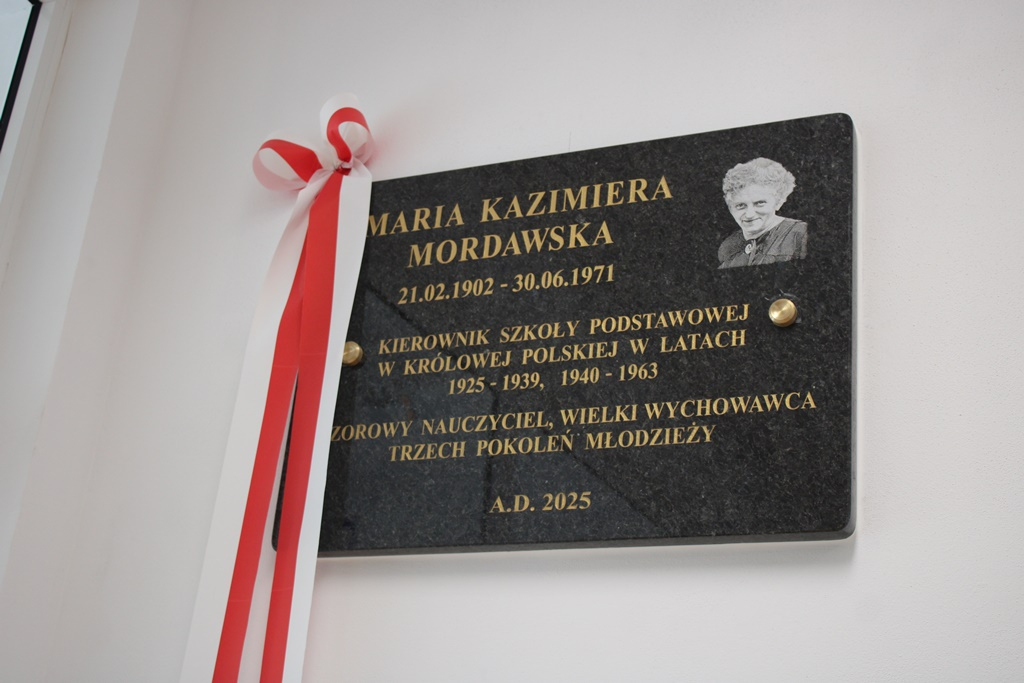 MARIA KAZIMIERA
MORDAWSKA
21.02.1902 - 30.06.1971
KIEROWNIK SZKOŁY PODSTAWOWEJ
W KRÓLOWEJ POLSKIEJ W LATACH
1925 - 1939, 1940 - 1963
ZOROWY NAUCZYCIEL, WIELKI WYCHOWAWCA
TRZECH POKOLEŃ MŁODZIEŻY
A.D. 2025